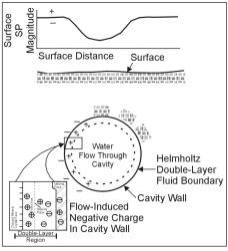 Surface
SP
Magnitude
+
−
Surface Distance
Surface
Water
Flow Through
Cavity
Helmholtz
Double-Layer
Fluid Boundary
Cavity Wall
Flow-Induced
Negative Charge
In Cavity Wall
Double-Layer
Region